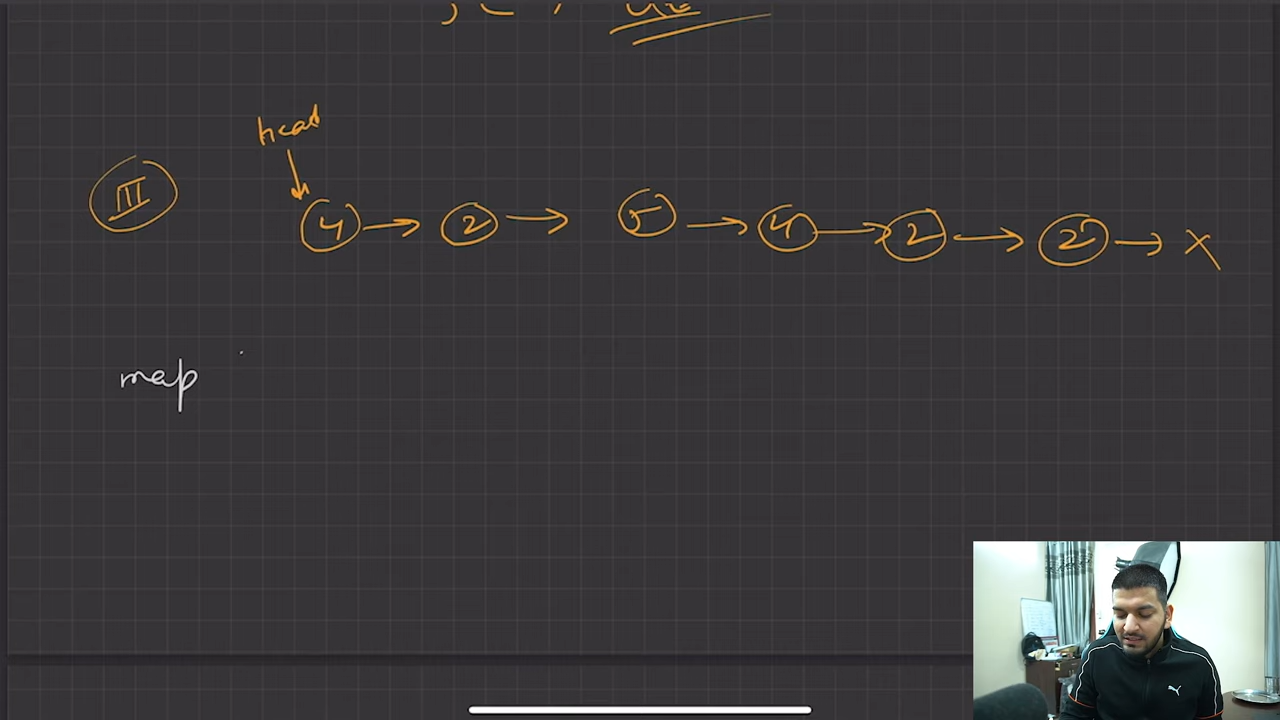 head
III
4 → 2 → 5 → 4 → 2 → 2 → X
map